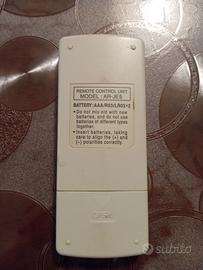 REMOTE CONTROL UNIT
MODEL : AR-JE5
BATTERY:AAA/R03/LR03×2
• Do not mix old with new
batteries, and do not use
batteries of different types
together.
• Insert batteries, taking
care to align the (+) and
(−) polarities correctly.
subito